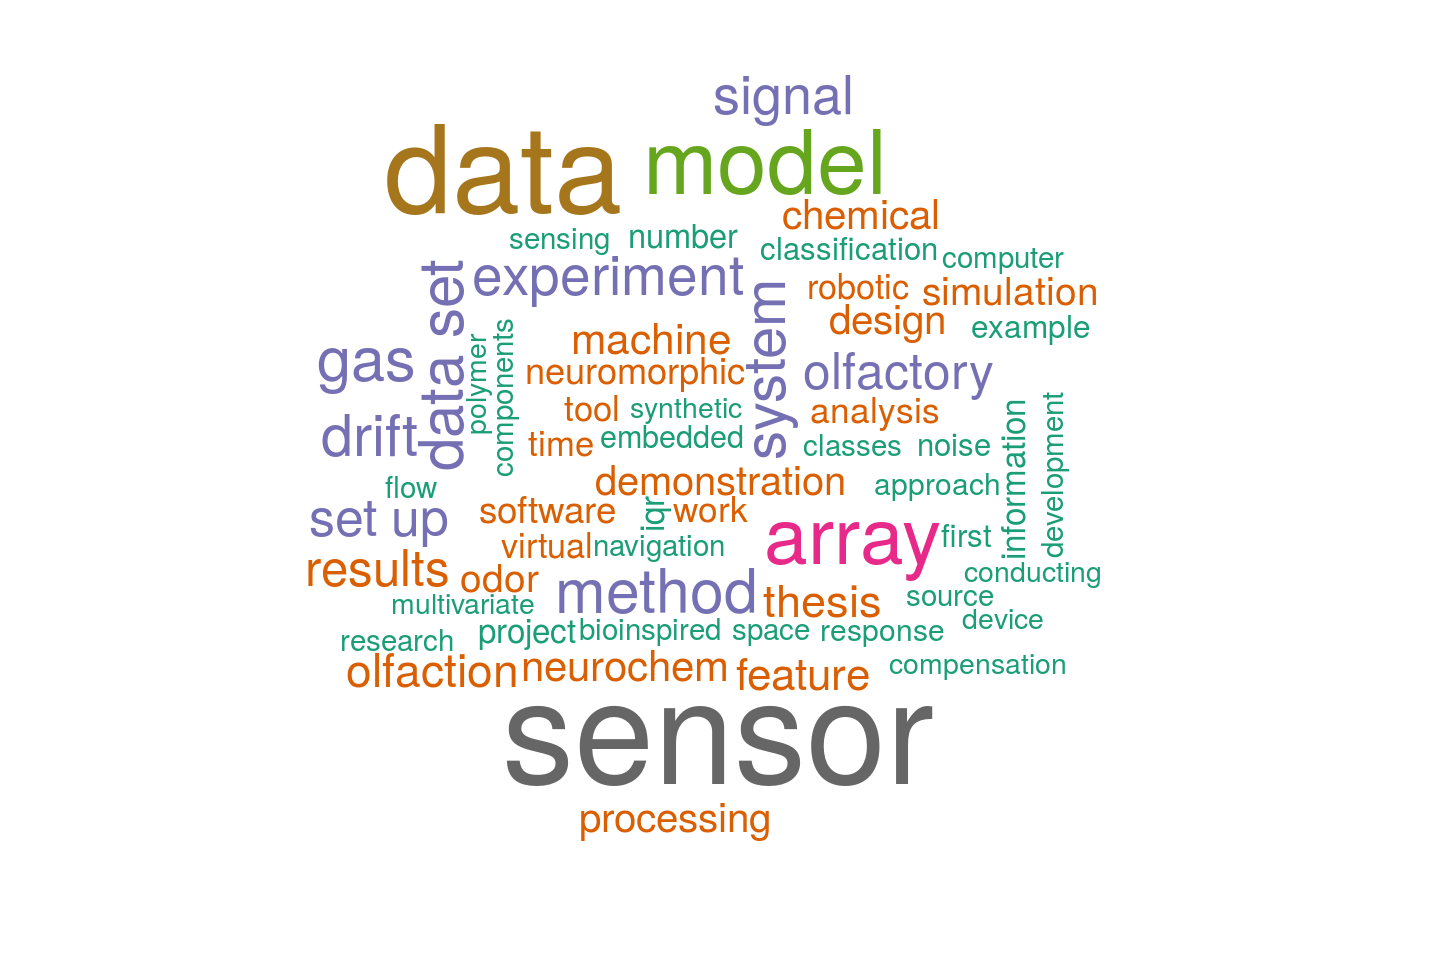 signal
data
model
chemical
sensing
number
classification
computer
data set
experiment
system
robotic
simulation
design
example
gas
polymer
components
machine
neuromorphic
olfactory
drift
tool
synthetic
analysis
time
embedded
classes
noise
information
development
flow
demonstration
approach
set up
software
iqr
work
array
first
virtual
navigation
results
odor
method
thesis
conducting
source
multivariate
device
research
project
bioinspired
space
response
olfaction
neurochem
feature
compensation
sensor
processing